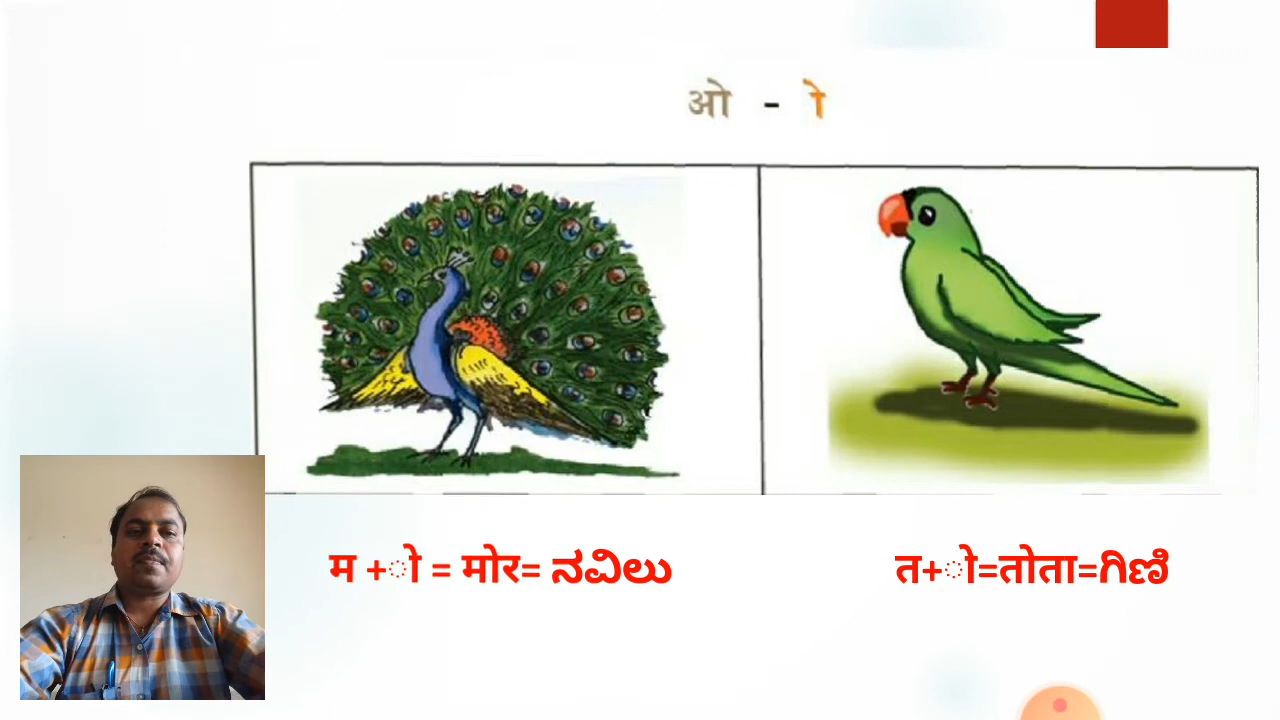 ओ - ो
म +ो = मोर= ನವಿಲು
त+ो=तोता=ಗಿಣಿ